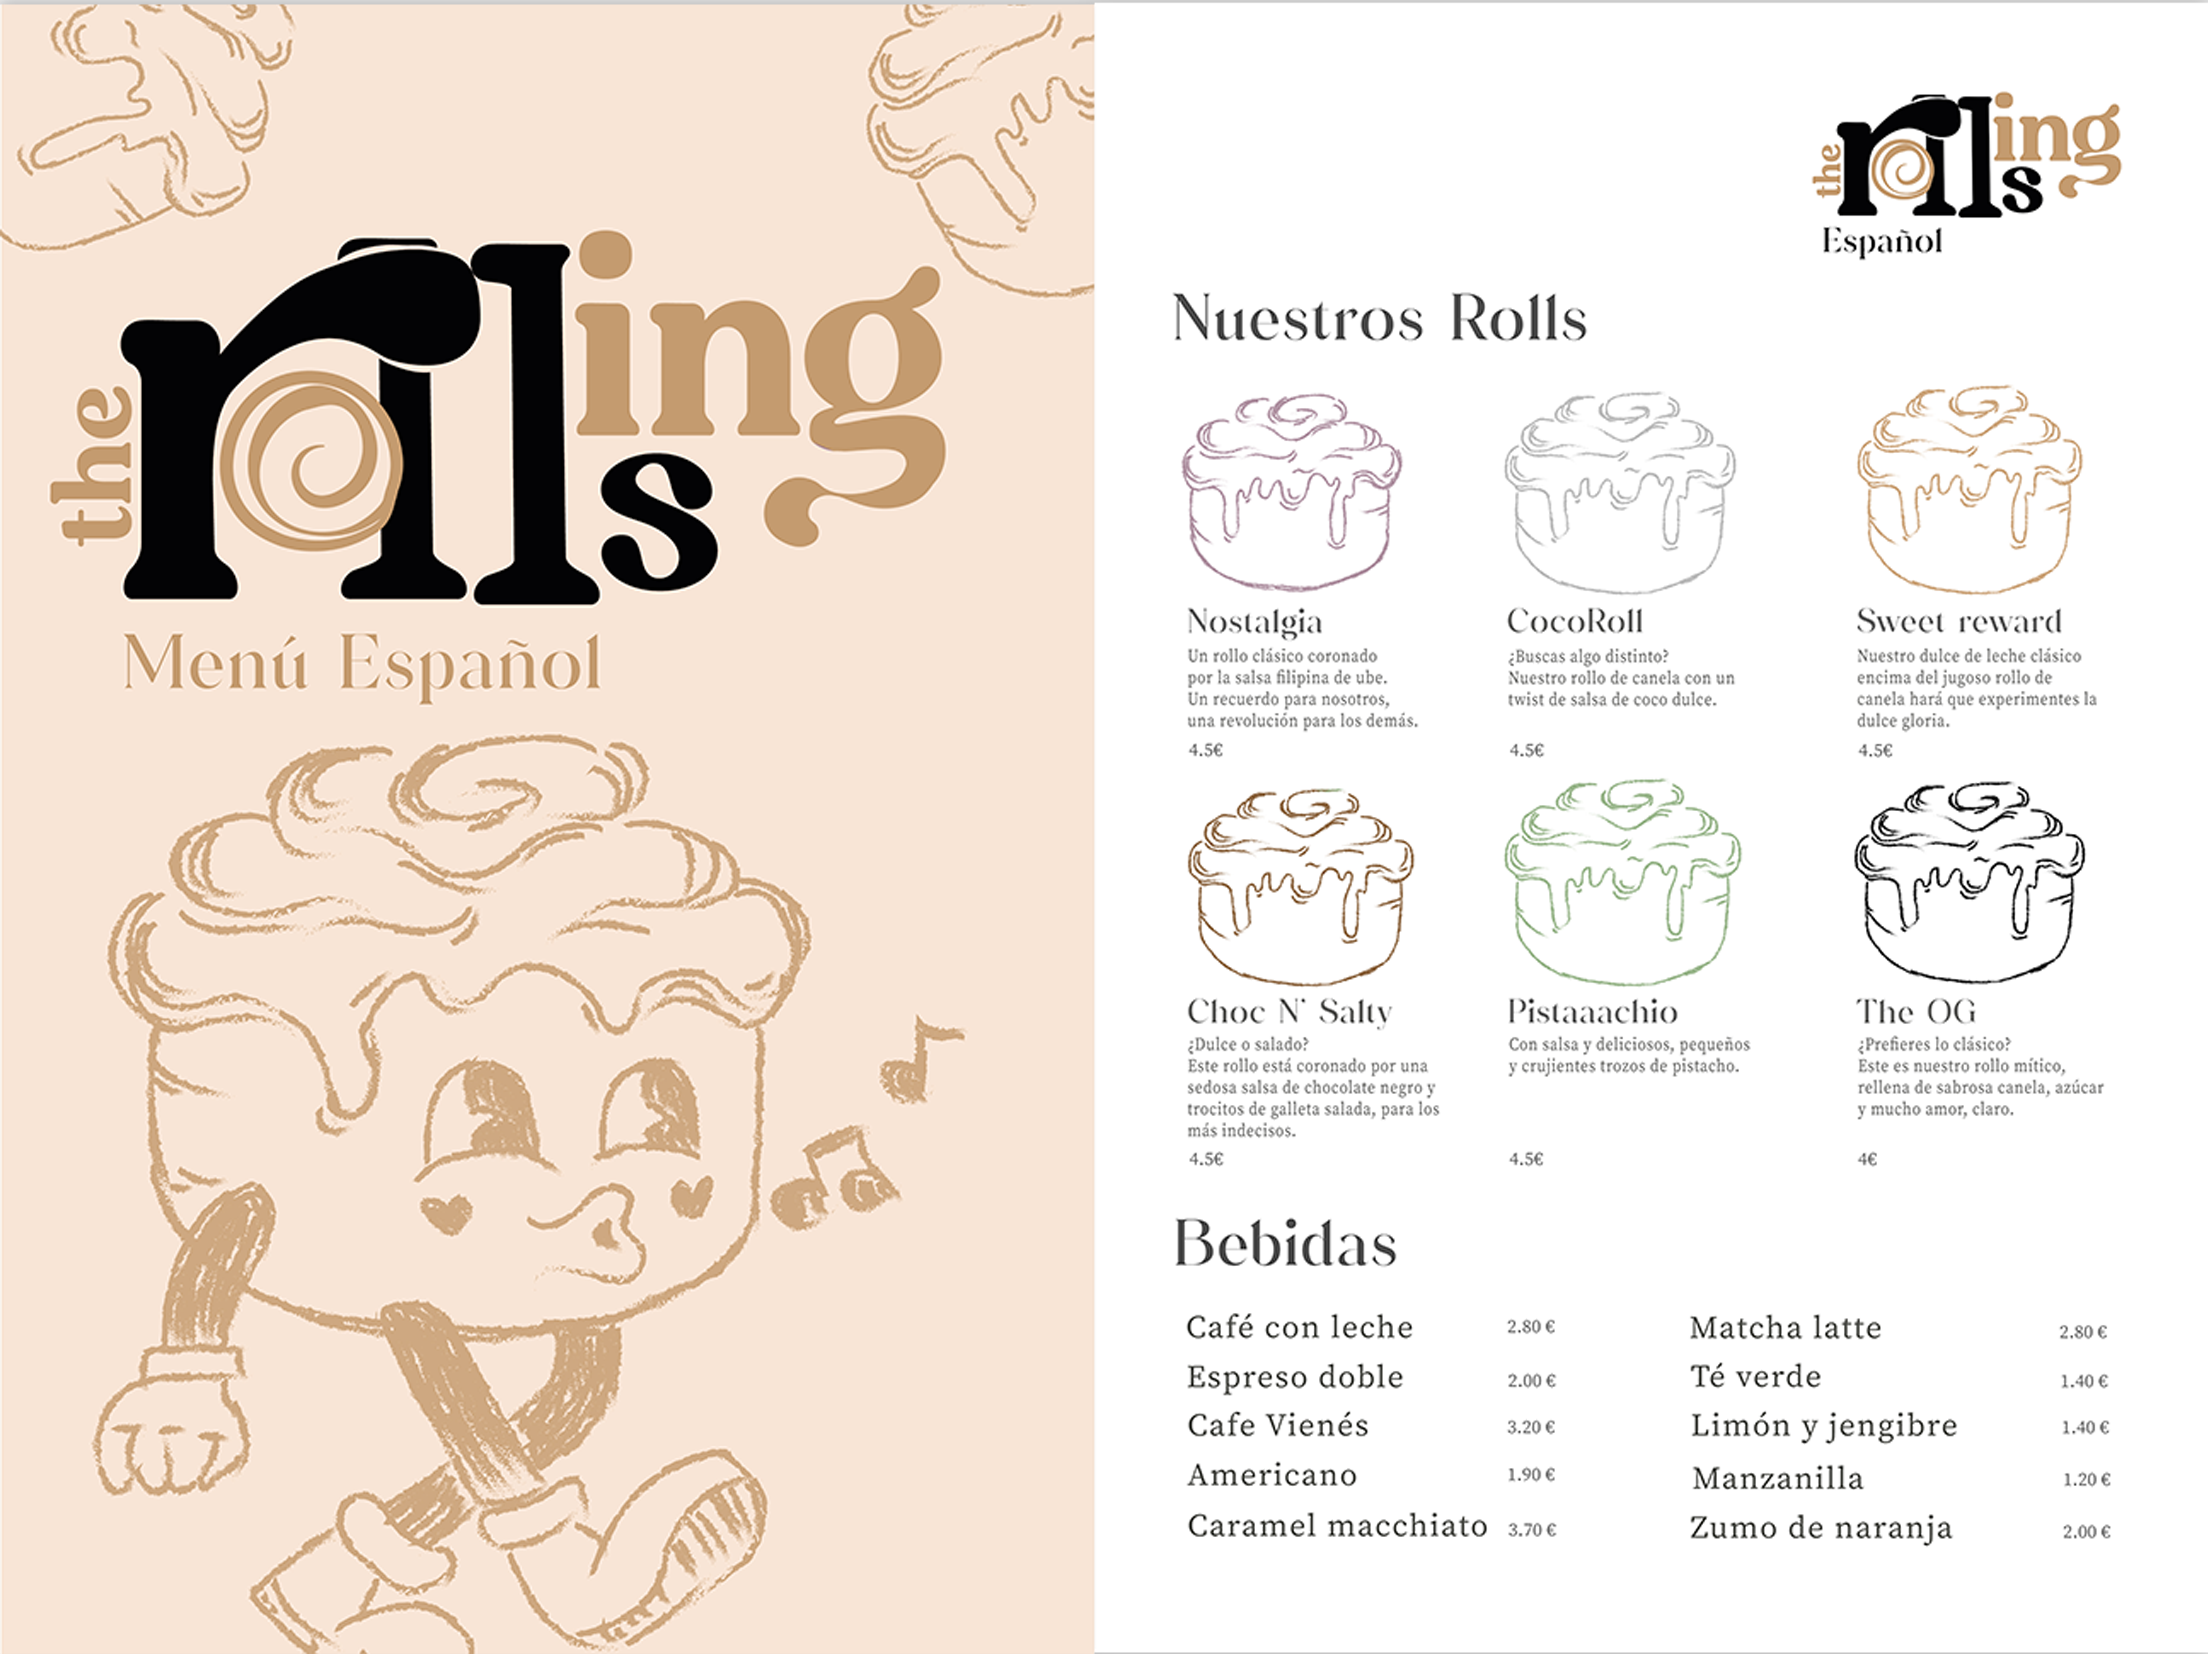 the rolling
s
Menú Español
the rolling
s
Español
Nuestros Rolls
Nostalgia
Un rollo clásico coronado
por la salsa filipina de ube.
Un recuerdo para nosotros,
una revolución para los demás.
4.5€
CocoRoll
¿Buscas algo distinto?
Nuestro rollo de canela con un
twist de salsa de coco dulce.
4.5€
Sweet reward
Nuestro dulce de leche clásico
encima del jugoso rollo de
canela hará que experimentes la
dulce gloria.
4.5€
Choc N' Salty
¿Dulce o salado?
Este rollo está coronado por una
sedosa salsa de chocolate negro y
trocitos de galleta salada, para los
más indecisos.
4.5€
Pistaaachio
Con salsa y deliciosos, pequeños
y crujientes trozos de pistacho.
4.5€
The OG
¿Prefieres lo clásico?
Este es nuestro rollo mítico,
rellena de sabrosa canela, azúcar
y mucho amor, claro.
4€
Bebidas
Café con leche 2.80 €
Espreso doble 2.00 €
Cafe Vienés 3.20 €
Americano 1.90 €
Caramel macchiato 3.70 €
Matcha latte 2.80 €
Té verde 1.40 €
Limón y jengibre 1.40 €
Manzanilla 1.20 €
Zumo de naranja 2.00 €